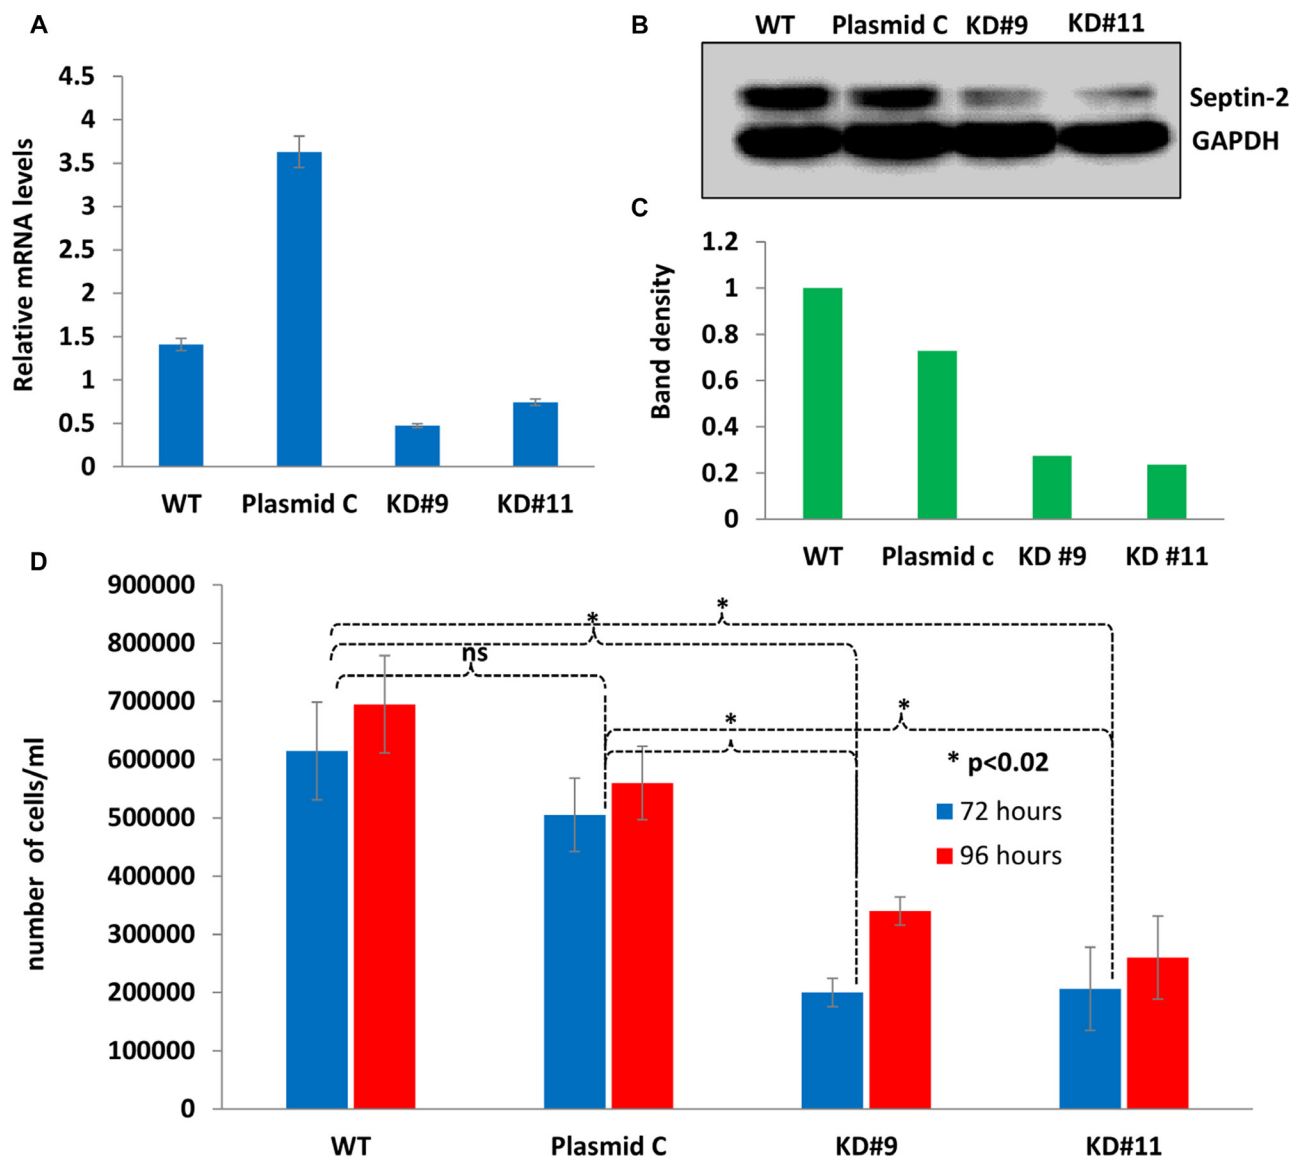 A
4.5
4
3.5
3
2.5
2
1.5
1
0.5
0
Relative mRNA levels
WT Plasmid C KD#9 KD#11
B
WT Plasmid C KD#9 KD#11
Septin-2
GAPDH
C
1.2
1
0.8
0.6
0.4
0.2
0
Band density
WT Plasmid c KD #9 KD #11
D
900000
800000
700000
600000
500000
400000
300000
200000
100000
0
number of cells/ml
*
*
ns
*
*
* p<0.02
72 hours
96 hours
WT Plasmid C KD#9 KD#11